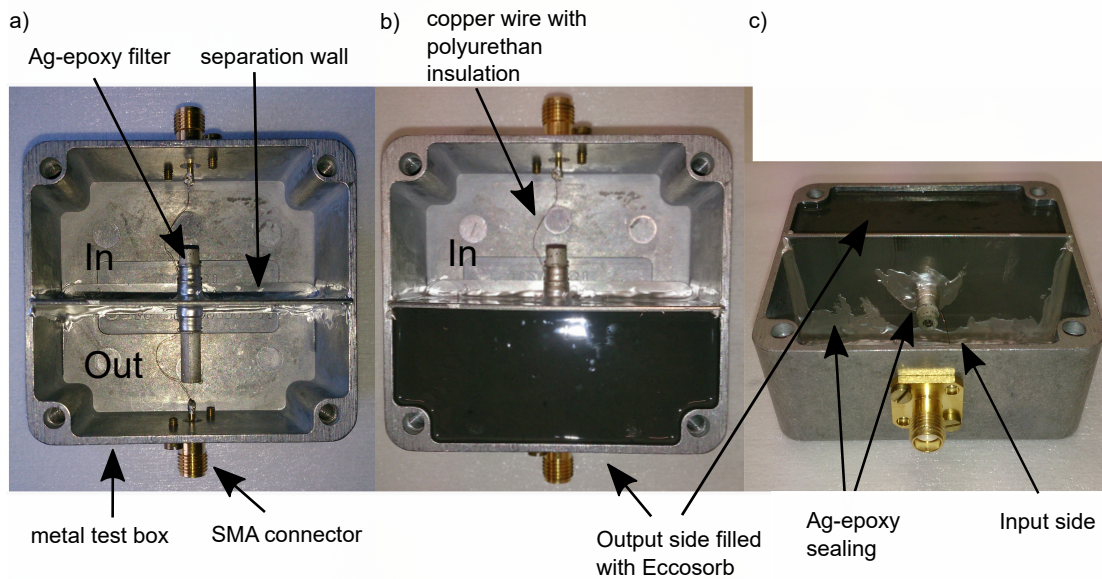 a)
Ag-epoxy filter
separation wall
In
Out
metal test box
SMA connector
b)
copper wire with
polyurethan
insulation
In
Output side filled
with Eccosorb
c)
Ag-epoxy
sealing
Input side